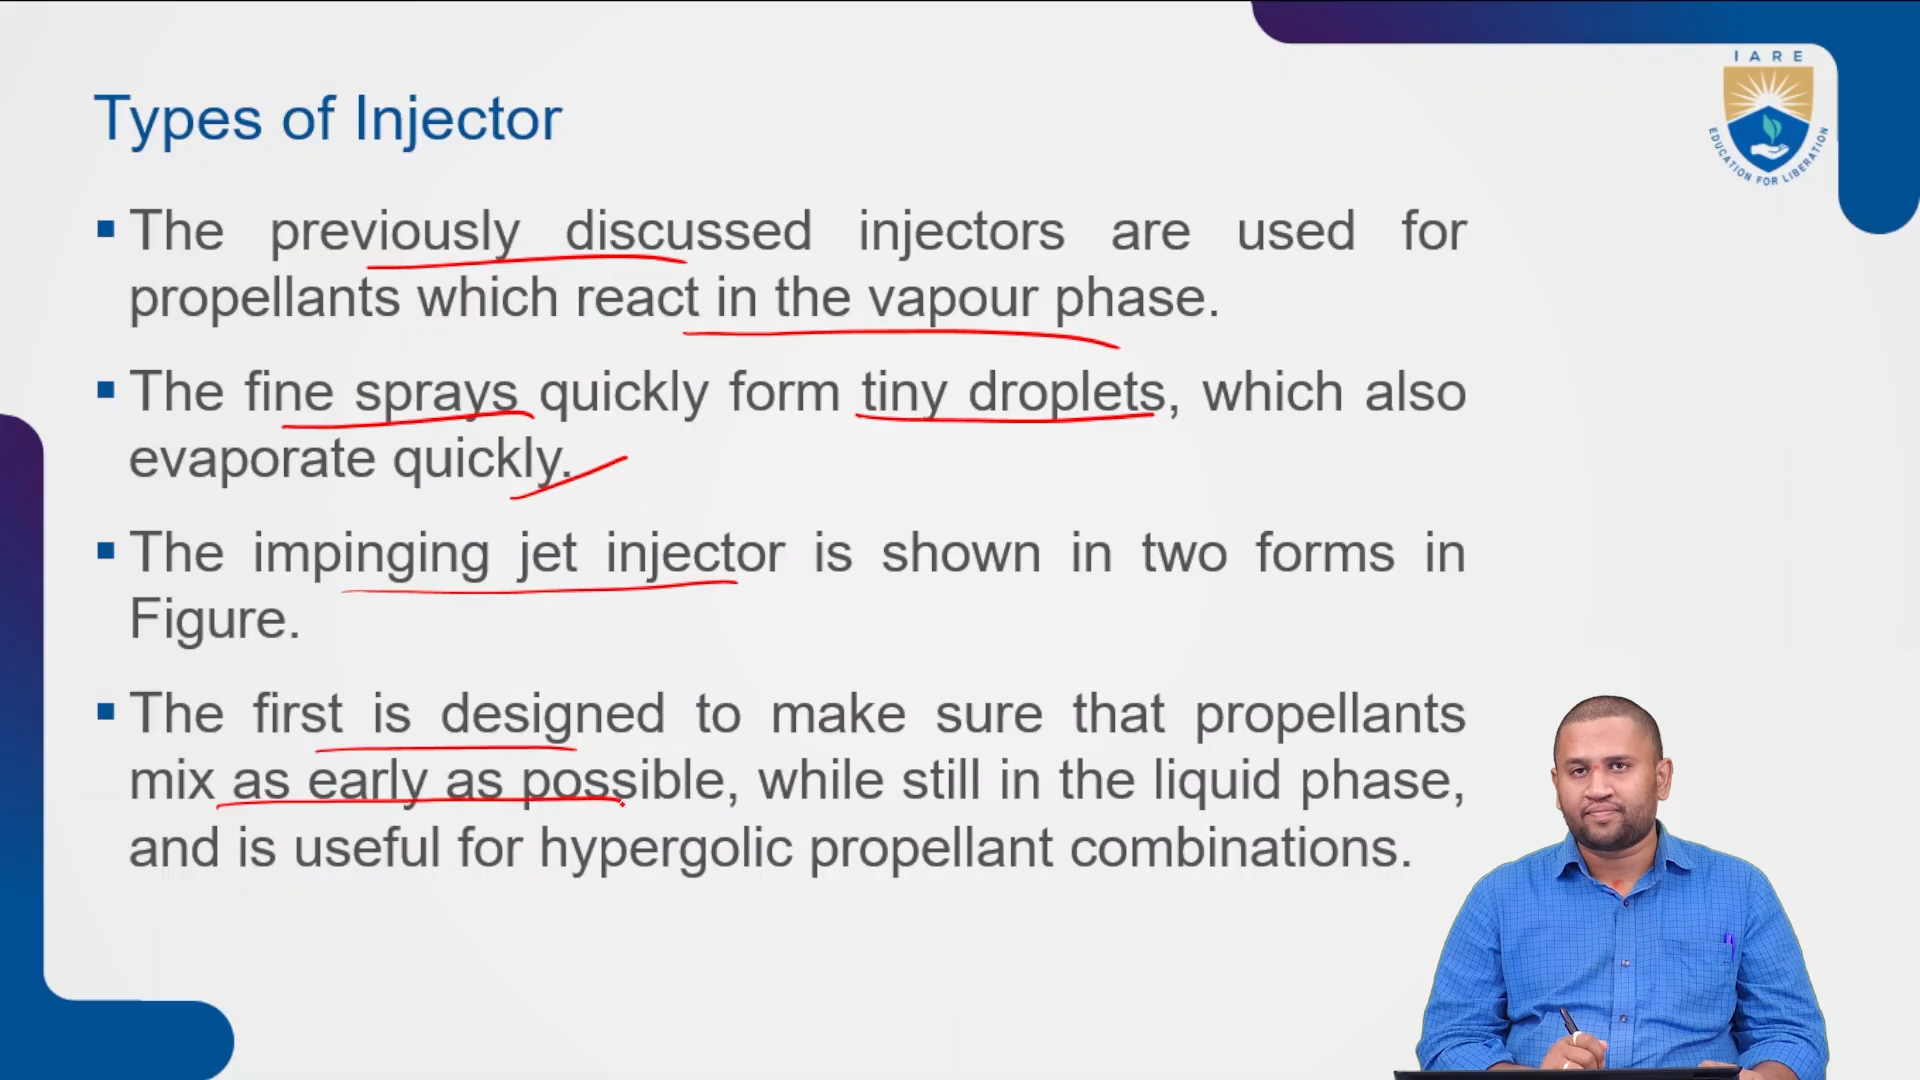 IARE
EDUCATION FOR LIBERATION
Types of Injector
The previously discussed injectors are used for
propellants which react in the vapour phase.
The fine sprays quickly form tiny droplets, which also
evaporate quickly.
The impinging jet injector is shown in two forms in
Figure.
The first is designed to make sure that propellants
mix as early as possible, while still in the liquid phase,
and is useful for hypergolic propellant combinations.